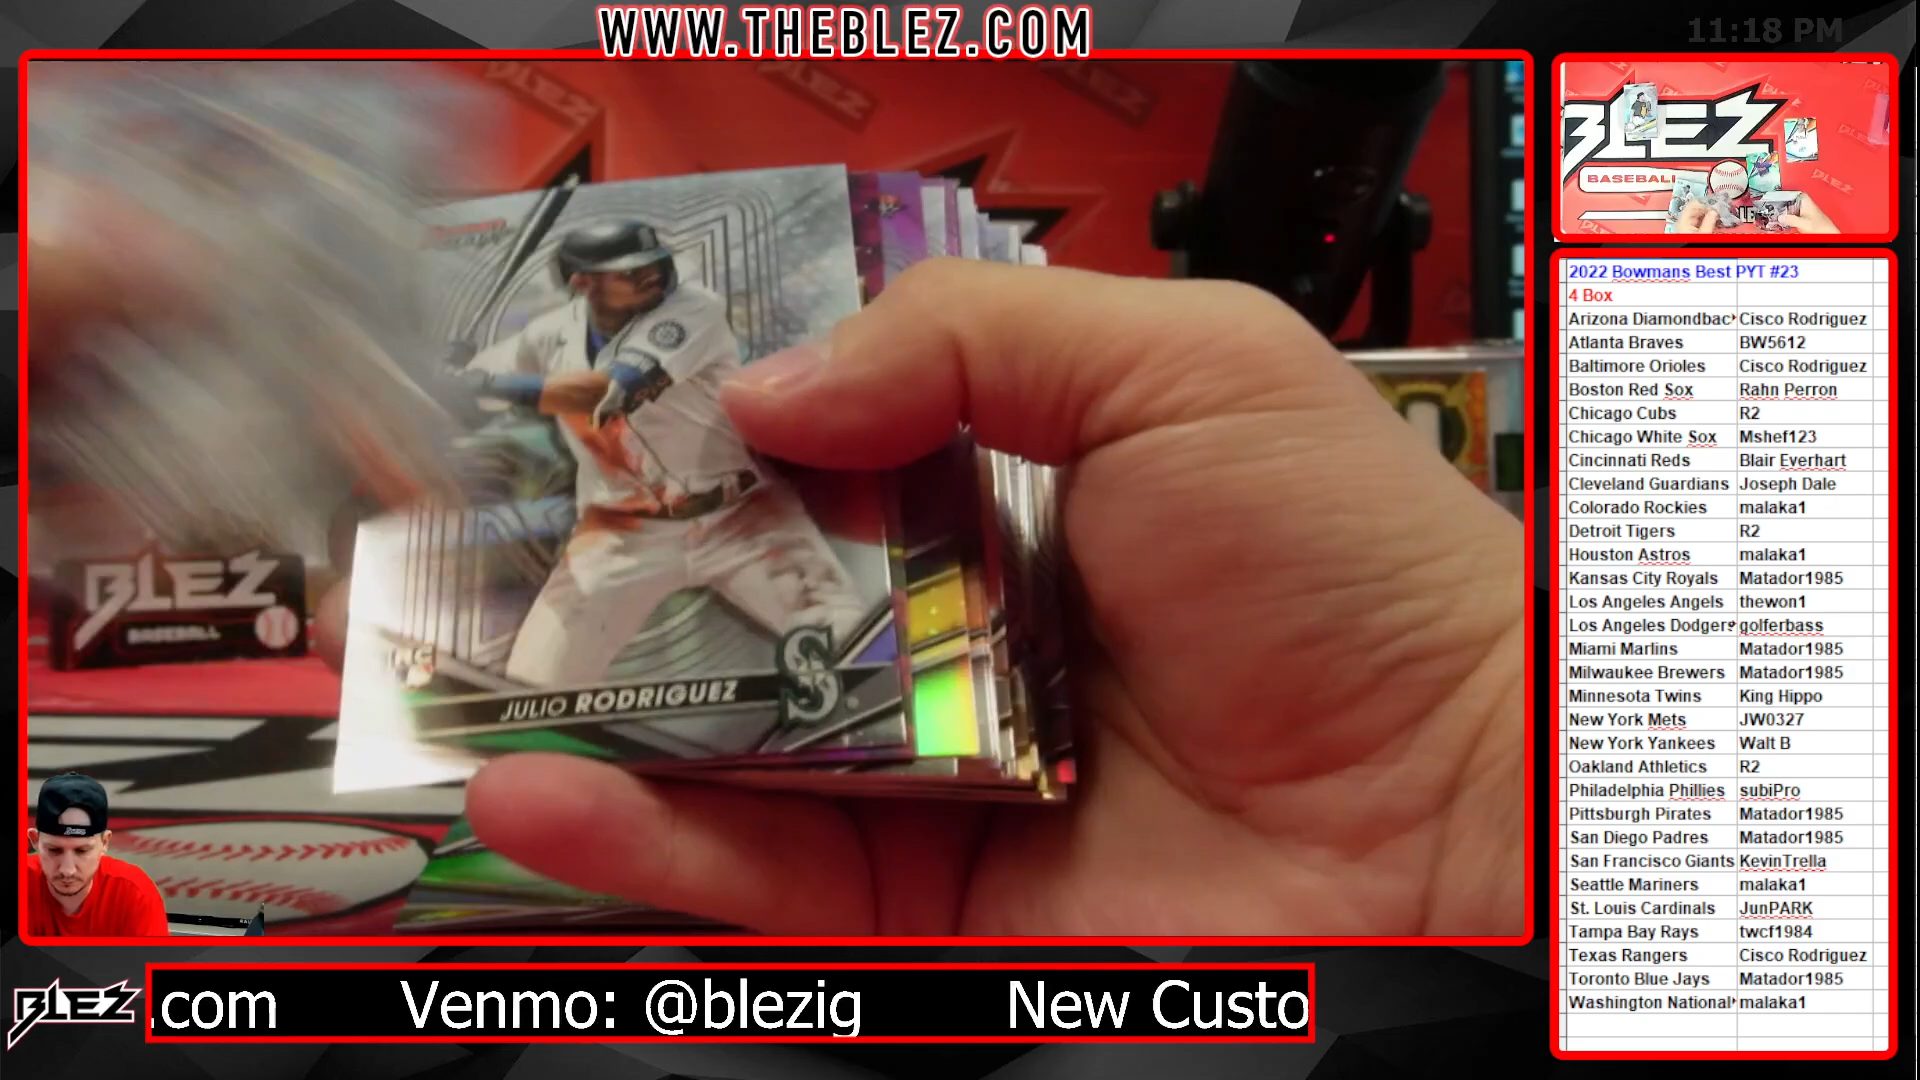 WWW.THEBLEZ.COM
11:18 PM
BLEZ
BLEZ
BLEZ
BLEZ
BASEBALL
JULIO RODRIGUEZ
S
BLEZ
BASEBALL
BLEZ
2022 Bowmans Best PYT #23
4 Box
Arizona Diamondbac Cisco Rodriguez
Atlanta Braves BW5612
Baltimore Orioles Cisco Rodriguez
Boston Red Sox Rahn Perron
Chicago Cubs R2
Chicago White Sox Mshef123
Cincinnati Reds Blair Everhart
Cleveland Guardians Joseph Dale
Colorado Rockies malaka1
Detroit Tigers R2
Houston Astros malaka1
Kansas City Royals Matador1985
Los Angeles Angels thewon1
Los Angeles Dodgers golferbass
Miami Marlins Matador1985
Milwaukee Brewers Matador1985
Minnesota Twins King Hippo
New York Mets JW0327
New York Yankees Walt B
Oakland Athletics R2
Philadelphia Phillies subiPro
Pittsburgh Pirates Matador1985
San Diego Padres Matador1985
San Francisco Giants KevinTrella
Seattle Mariners malaka1
St. Louis Cardinals JunPARK
Tampa Bay Rays twcf1984
Texas Rangers Cisco Rodriguez
Toronto Blue Jays Matador1985
Washington National malaka1
BLEZ
.com Venmo: @blezig New Custo